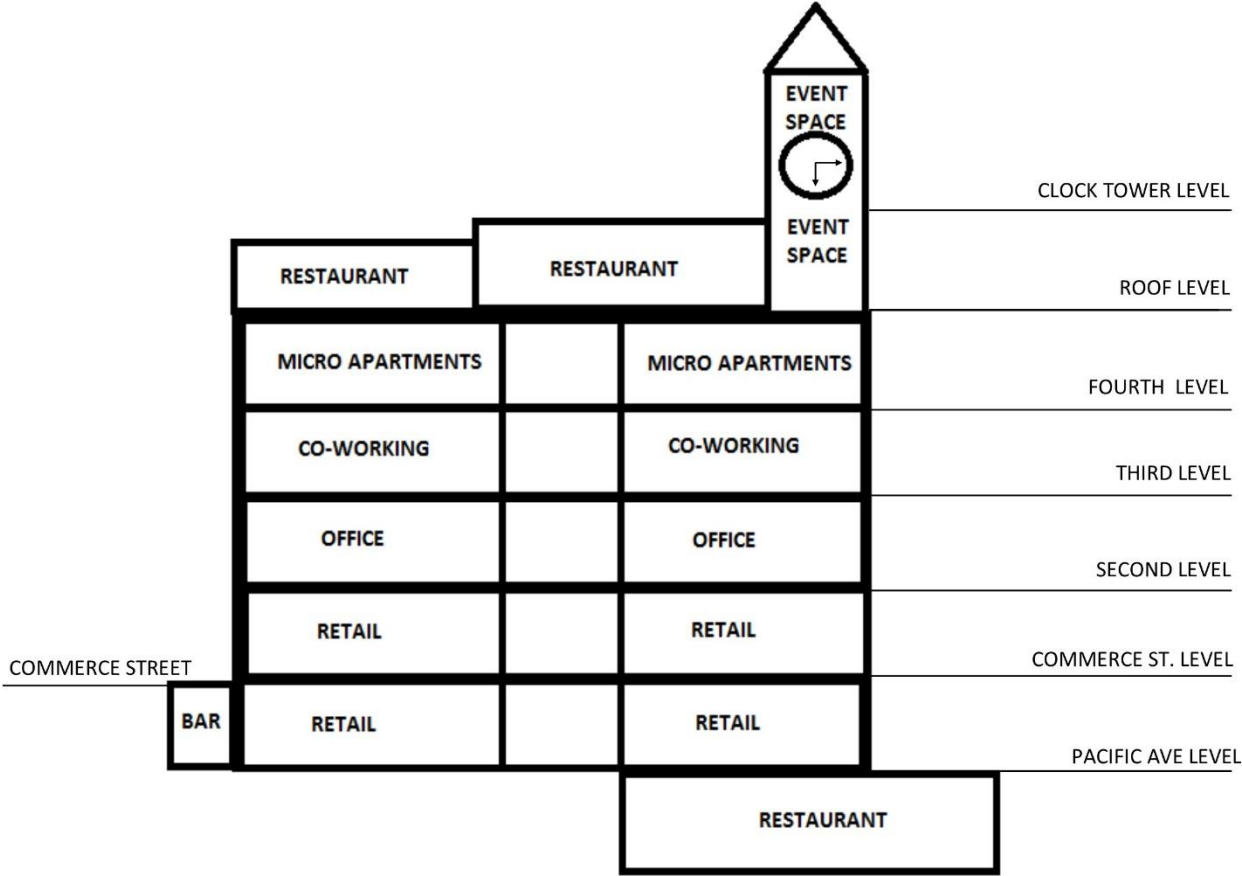 EVENT
SPACE
CLOCK TOWER LEVEL
EVENT
SPACE
RESTAURANT
RESTAURANT
ROOF LEVEL
MICRO APARTMENTS
MICRO APARTMENTS
FOURTH LEVEL
CO-WORKING
CO-WORKING
THIRD LEVEL
OFFICE
OFFICE
SECOND LEVEL
RETAIL
RETAIL
COMMERCE STREET
COMMERCE ST. LEVEL
BAR
RETAIL
RETAIL
PACIFIC AVE LEVEL
RESTAURANT